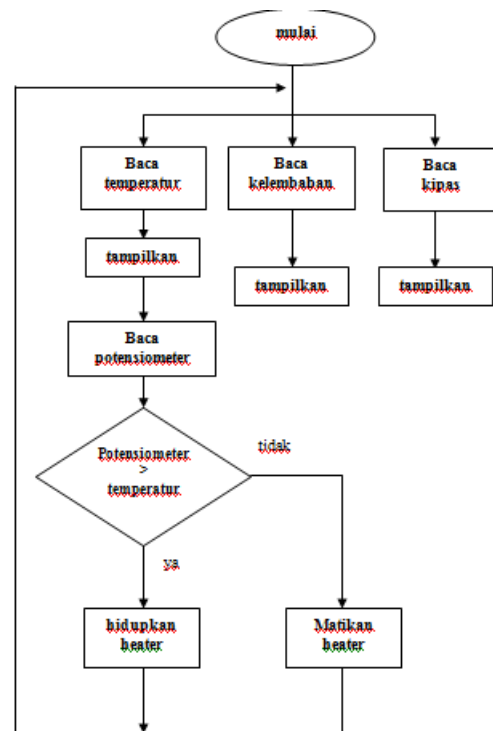 mulai
Baca
temperatur
Baca
kelembaban
Baca
kipas
tampilkan
tampilkan
tampilkan
Baca
potensiometer
Potensiometer
>
temperatur
tidak
ya
hidupkan
heater
Matikan
heater